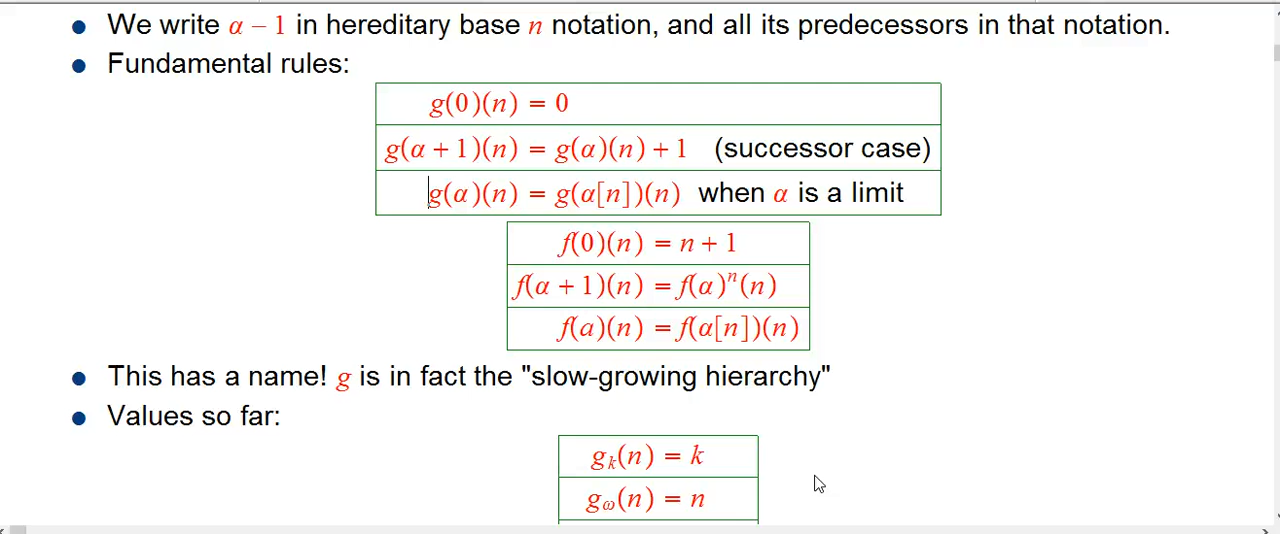 • We write α – 1 in hereditary base n notation, and all its predecessors in that notation.
• Fundamental rules:
g(0)(n) = 0
g(α + 1)(n) = g(α)(n) + 1 (successor case)
g(α)(n) = g(α[n])(n) when α is a limit
f(0)(n) = n + 1
f(α + 1)(n) = f(α)ⁿ(n)
f(a)(n) = f(α[n])(n)
• This has a name! g is in fact the "slow-growing hierarchy"
• Values so far:
gₖ(n) = k
g_ω(n) = n